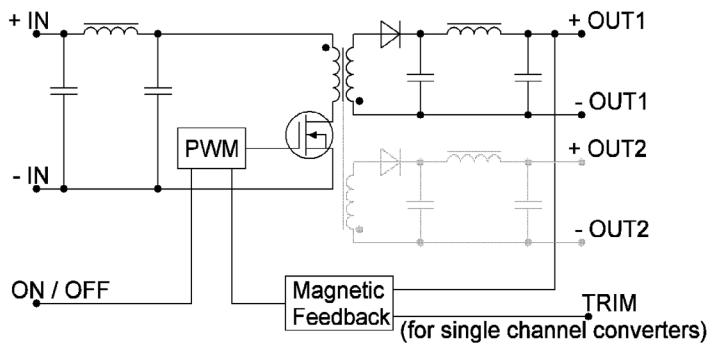 + IN
+ OUT1
- OUT1
PWM
+ OUT2
- IN
- OUT2
ON / OFF
Magnetic
Feedback
TRIM
(for single channel converters)